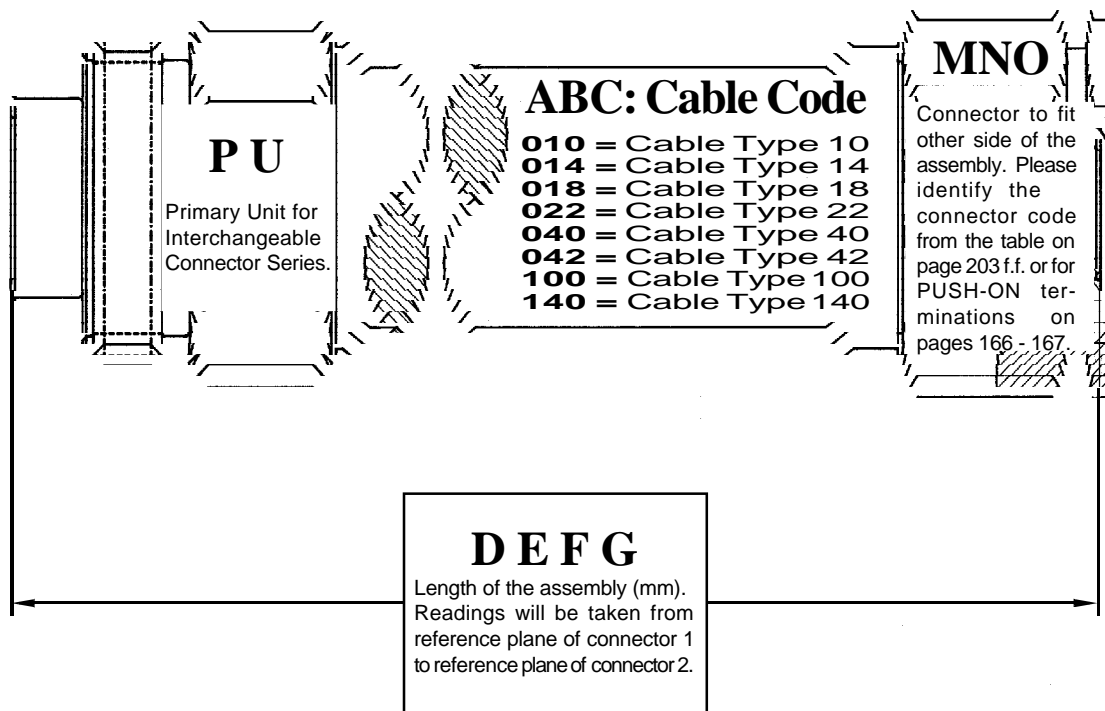 P U
Primary Unit for
Interchangeable
Connector Series.
ABC: Cable Code
010 = Cable Type 10
014 = Cable Type 14
018 = Cable Type 18
022 = Cable Type 22
040 = Cable Type 40
042 = Cable Type 42
100 = Cable Type 100
140 = Cable Type 140
MNO
Connector to fit
other side of the
assembly. Please
identify the
connector code
from the table on
page 203 f.f. or for
PUSH-ON ter-
minations on
pages 166 - 167.
D E F G
Length of the assembly (mm).
Readings will be taken from
reference plane of connector 1
to reference plane of connector 2.